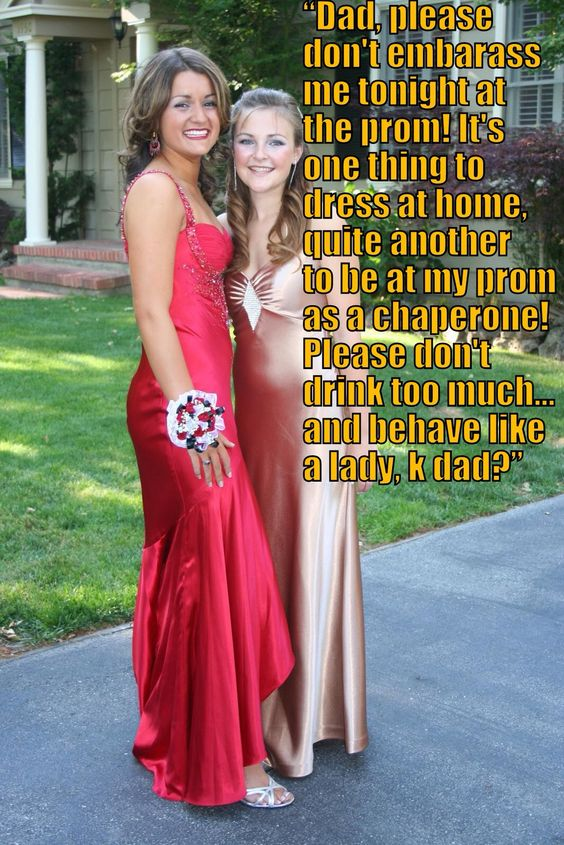 “Dad, please
don't embarass
me tonight at
the prom! It's
one thing to
dress at home,
quite another
to be at my prom
as a chaperone!
Please don't
drink too much...
and behave like
a lady, k dad?”